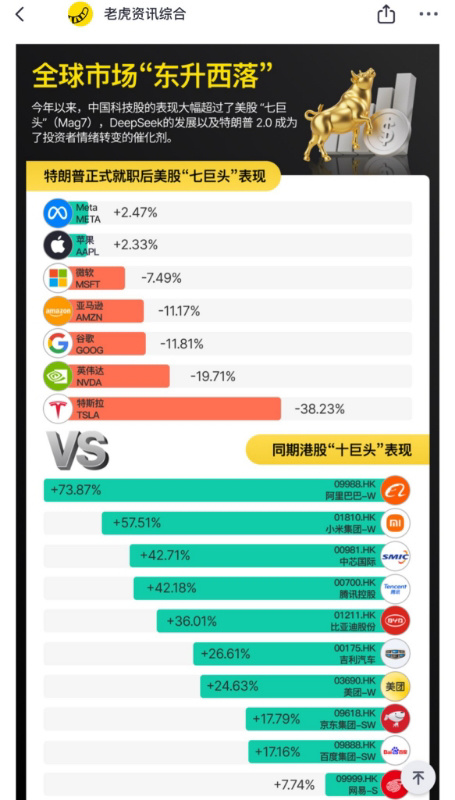 老虎资讯综合
全球市场“东升西落”
今年以来，中国科技股的表现大幅超过了美股 “七巨
头”（Mag7），DeepSeek的发展以及特朗普 2.0 成为
了投资者情绪转变的催化剂。
特朗普正式就职后美股“七巨头”表现
Meta
META
+2.47%
苹果
AAPL
+2.33%
微软
MSFT
-7.49%
amazon
亚马逊
AMZN
-11.17%
谷歌
GOOG
-11.81%
英伟达
NVDA
-19.71%
特斯拉
TSLA
-38.23%
VS
同期港股“十巨头”表现
+73.87%
09988.HK
阿里巴巴-W
+57.51%
01810.HK
小米集团-W
MI
+42.71%
00981.HK
中芯国际
SMIC
+42.18%
00700.HK
腾讯控股
Tencent
腾讯
+36.01%
01211.HK
比亚迪股份
BYD
+26.61%
00175.HK
吉利汽车
+24.63%
03690.HK
美团-W
美团
+17.79%
09618.HK
京东集团-SW
+17.16%
09888.HK
百度集团-SW
Bai百度
+7.74%
09999.HK
网易-S